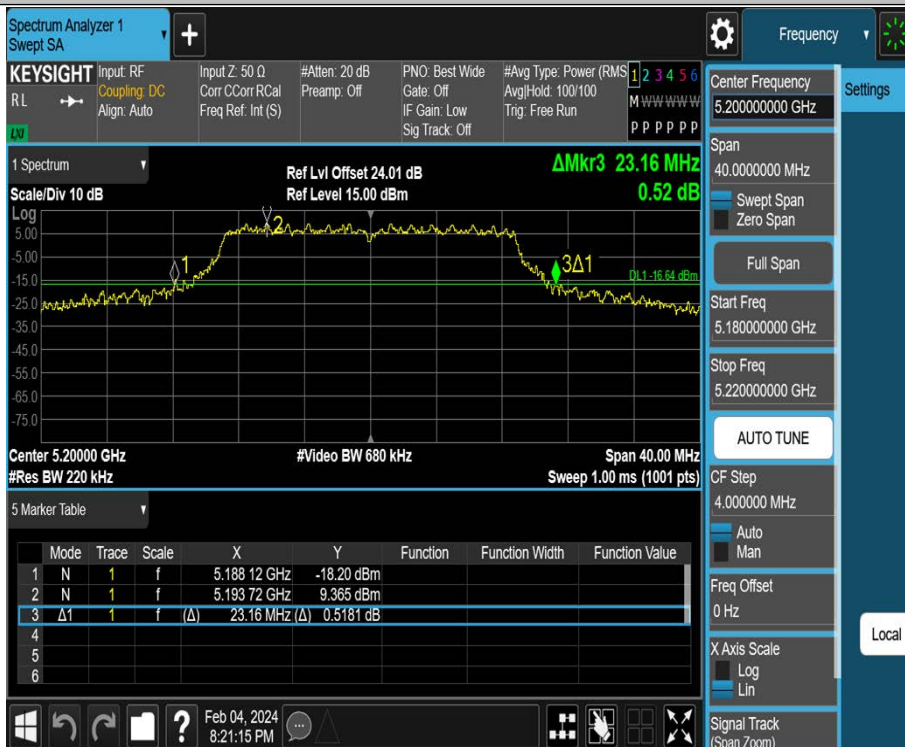 Spectrum Analyzer 1
Swept SA
+
Frequency
KEYSIGHT
RL
LXI
Input: RF
Coupling: DC
Align: Auto
Input Z: 50 Ω
Corr CCorr RCal
Freq Ref: Int (S)
#Atten: 20 dB
Preamp: Off
PNO: Best Wide
Gate: Off
IF Gain: Low
Sig Track: Off
#Avg Type: Power (RMS
Avg|Hold: 100/100
Trig: Free Run
1 2 3 4 5 6
M W W W W W
P P P P P P
1 Spectrum
Scale/Div 10 dB
Ref Lvl Offset 24.01 dB
Ref Level 15.00 dBm
ΔMkr3 23.16 MHz
0.52 dB
Log
5.00
-5.00
-15.0
-25.0
-35.0
-45.0
-55.0
-65.0
-75.0
1
2
3Δ1
DL1 -16.64 dBm
Center 5.20000 GHz
#Res BW 220 kHz
#Video BW 680 kHz
Span 40.00 MHz
Sweep 1.00 ms (1001 pts)
5 Marker Table
Mode Trace Scale X Y Function Function Width Function Value
1 N 1 f 5.188 12 GHz -18.20 dBm
2 N 1 f 5.193 72 GHz 9.365 dBm
3 Δ1 1 f (Δ) 23.16 MHz (Δ) 0.5181 dB
4
5
6
?
Feb 04, 2024
8:21:15 PM
Center Frequency
5.200000000 GHz
Span
40.0000000 MHz
Swept Span
Zero Span
Full Span
Start Freq
5.180000000 GHz
Stop Freq
5.220000000 GHz
AUTO TUNE
CF Step
4.000000 MHz
Auto
Man
Freq Offset
0 Hz
X Axis Scale
Log
Lin
Signal Track
(Span Zoom)
Settings
Local